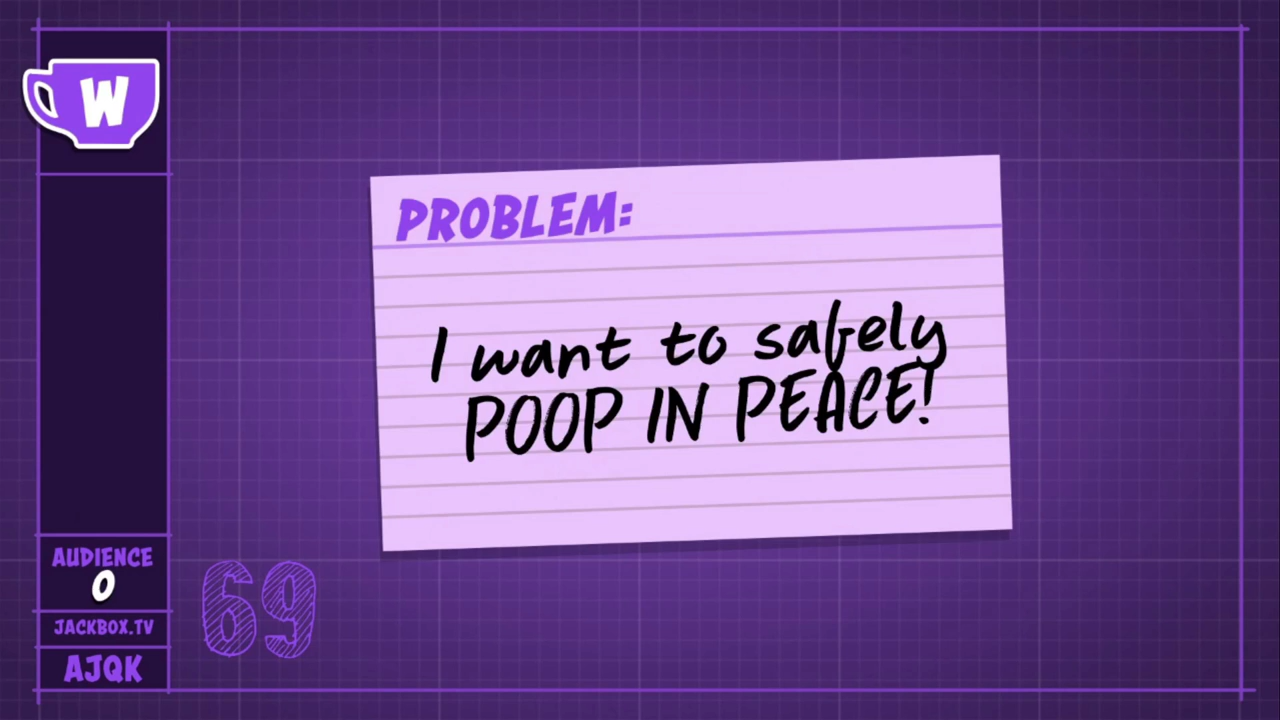 W
PROBLEM:
I want to safely
POOP IN PEACE!
AUDIENCE
0
JACKBOX.TV
AJQK
69